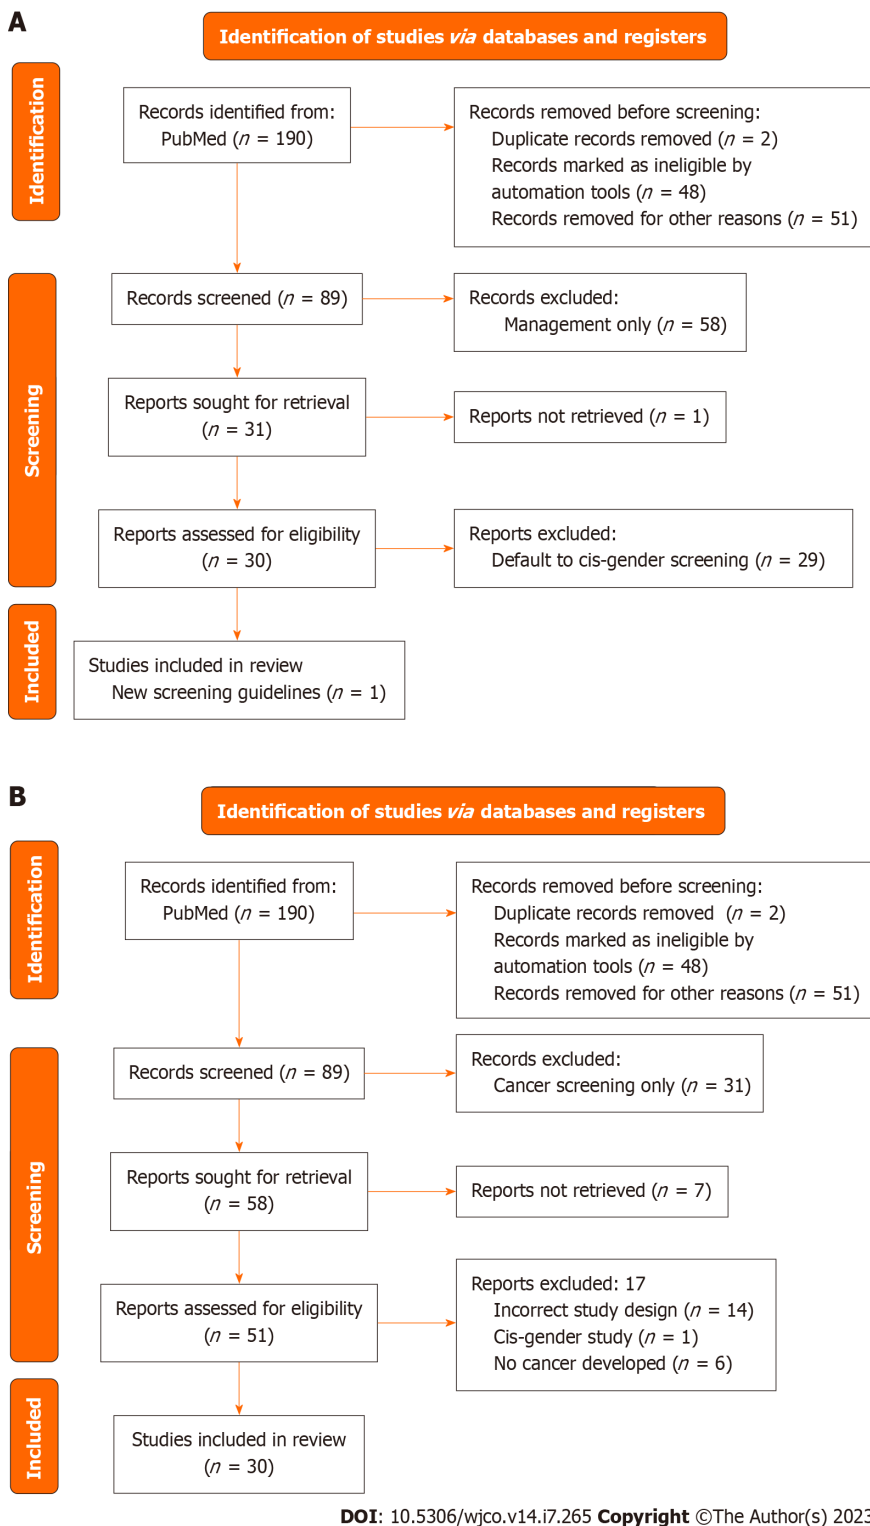 A
Identification of studies via databases and registers
Identification
Records identified from:
PubMed (n = 190)
Records removed before screening:
Duplicate records removed (n = 2)
Records marked as ineligible by
automation tools (n = 48)
Records removed for other reasons (n = 51)
Screening
Records screened (n = 89)
Records excluded:
Management only (n = 58)
Reports sought for retrieval
(n = 31)
Reports not retrieved (n = 1)
Reports assessed for eligibility
(n = 30)
Reports excluded:
Default to cis-gender screening (n = 29)
Included
Studies included in review
New screening guidelines (n = 1)
B
Identification of studies via databases and registers
Identification
Records identified from:
PubMed (n = 190)
Records removed before screening:
Duplicate records removed (n = 2)
Records marked as ineligible by
automation tools (n = 48)
Records removed for other reasons (n = 51)
Screening
Records screened (n = 89)
Records excluded:
Cancer screening only (n = 31)
Reports sought for retrieval
(n = 58)
Reports not retrieved (n = 7)
Reports assessed for eligibility
(n = 51)
Reports excluded: 17
Incorrect study design (n = 14)
Cis-gender study (n = 1)
No cancer developed (n = 6)
Included
Studies included in review
(n = 30)
DOI: 10.5306/wjco.v14.i7.265 Copyright ©The Author(s) 2023